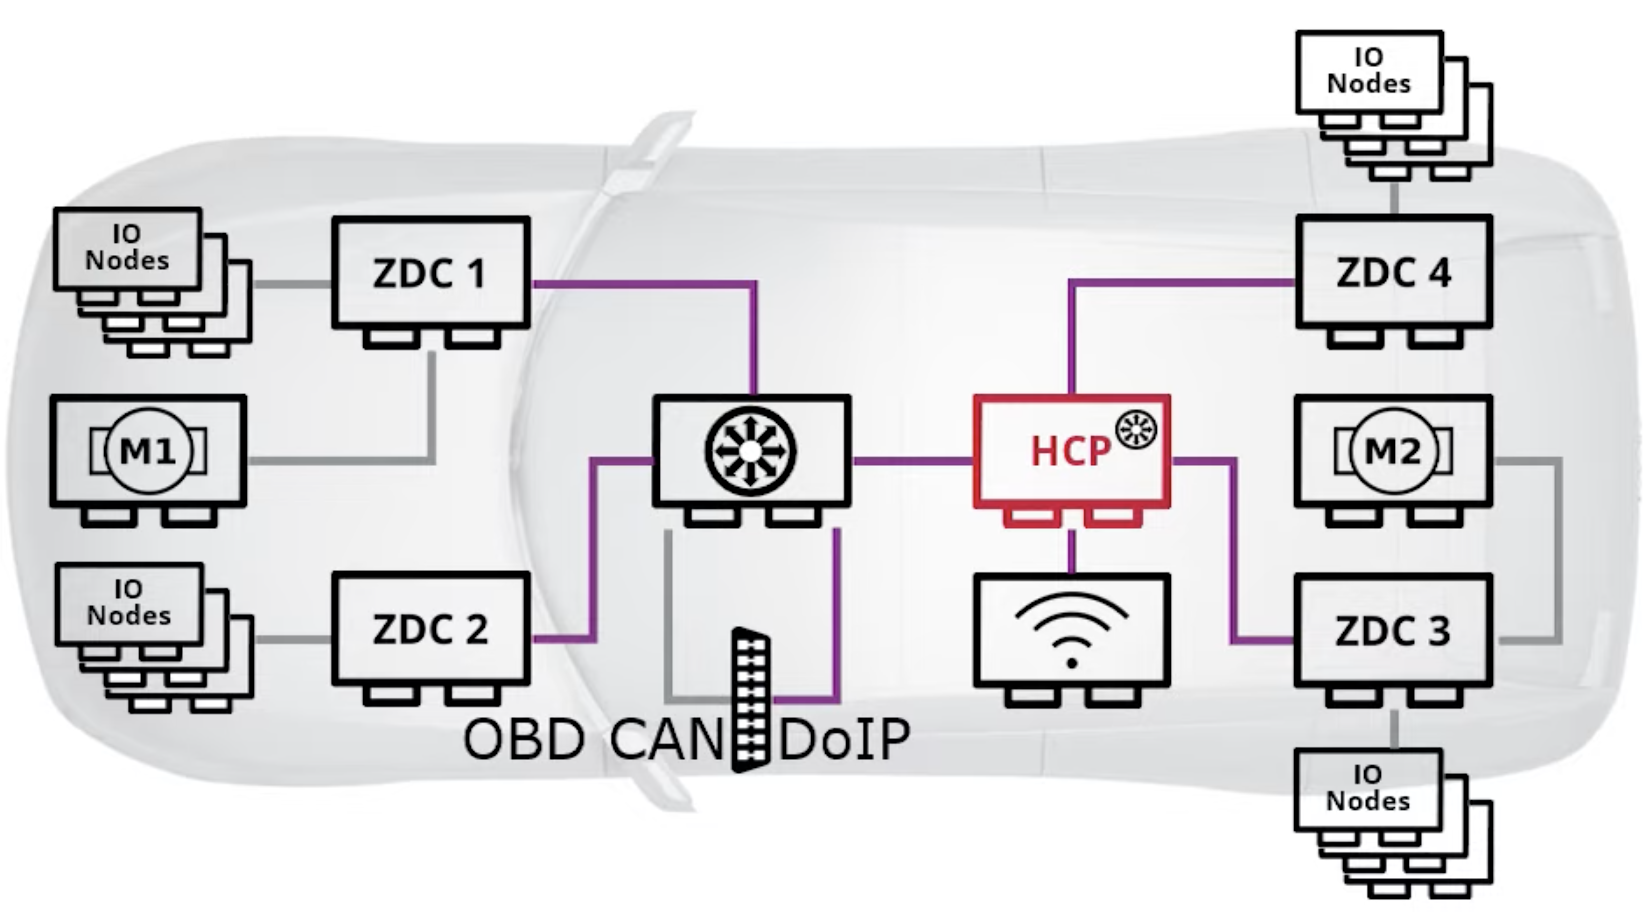 IO
Nodes
IO
Nodes
ZDC 1
ZDC 4
M1
HCP
M2
IO
Nodes
ZDC 2
ZDC 3
OBD CAN
DoIP
IO
Nodes